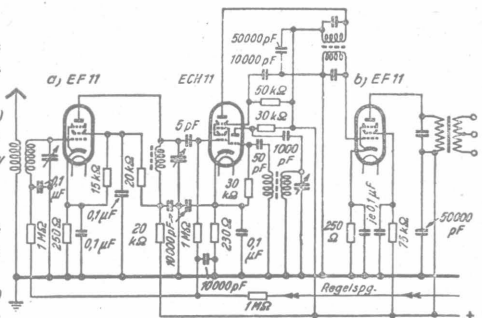 a) EF 11
ECH 11
b) EF 11
50000 pF
10000 pF
50 kΩ
30 kΩ
5 pF
1000 pF
50 pF
30 kΩ
0,1 µF
15 kΩ
20 kΩ
0,1 µF
1 MΩ
250 Ω
0,1 µF
20 kΩ
10000 pF
1 MΩ
230 Ω
0,1 µF
10000 pF
250 Ω
je 0,1 µF
75 kΩ
50000 pF
Regelspg.
1 MΩ
+